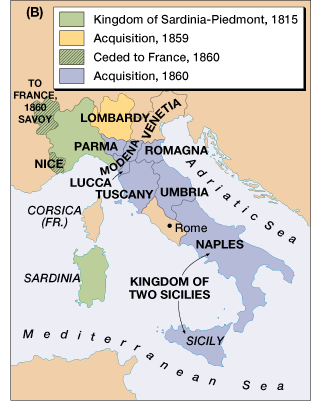 (B)
Kingdom of Sardinia-Piedmont, 1815
Acquisition, 1859
Ceded to France, 1860
Acquisition, 1860
TO
FRANCE,
1860
SAVOY
LOMBARDY
VENETIA
PARMA
MODENA
ROMAGNA
NICE
LUCCA
TUSCANY
UMBRIA
Adriatic Sea
CORSICA
(FR.)
Rome
NAPLES
SARDINIA
KINGDOM OF
TWO SICILIES
SICILY
Mediterranean Sea